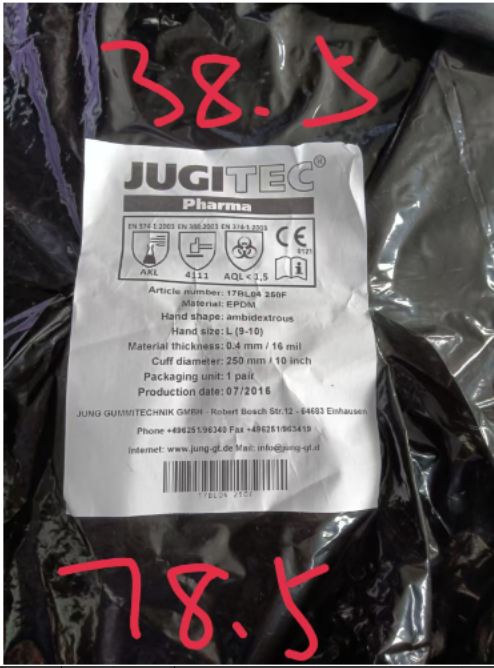 38.5
JUGITEC®
Pharma
EN 374-1:2003 EN 388:2003 EN 374-1:2003
CE
0121
i
AKL 4111 AQL < 1,5
Article number: 17BL04 250F
Material: EPDM
Hand shape: ambidextrous
Hand size: L (9-10)
Material thickness: 0.4 mm / 16 mil
Cuff diameter: 250 mm / 10 inch
Packaging unit: 1 pair
Production date: 07/2016
JUNG GUMMITECHNIK GMBH - Robert Bosch Str.12 - 64683 Einhausen
Phone +496251/96340 Fax +496251/963419
Internet: www.jung-gt.de Mail: info@jung-gt.d
17BL04 250F
78.5